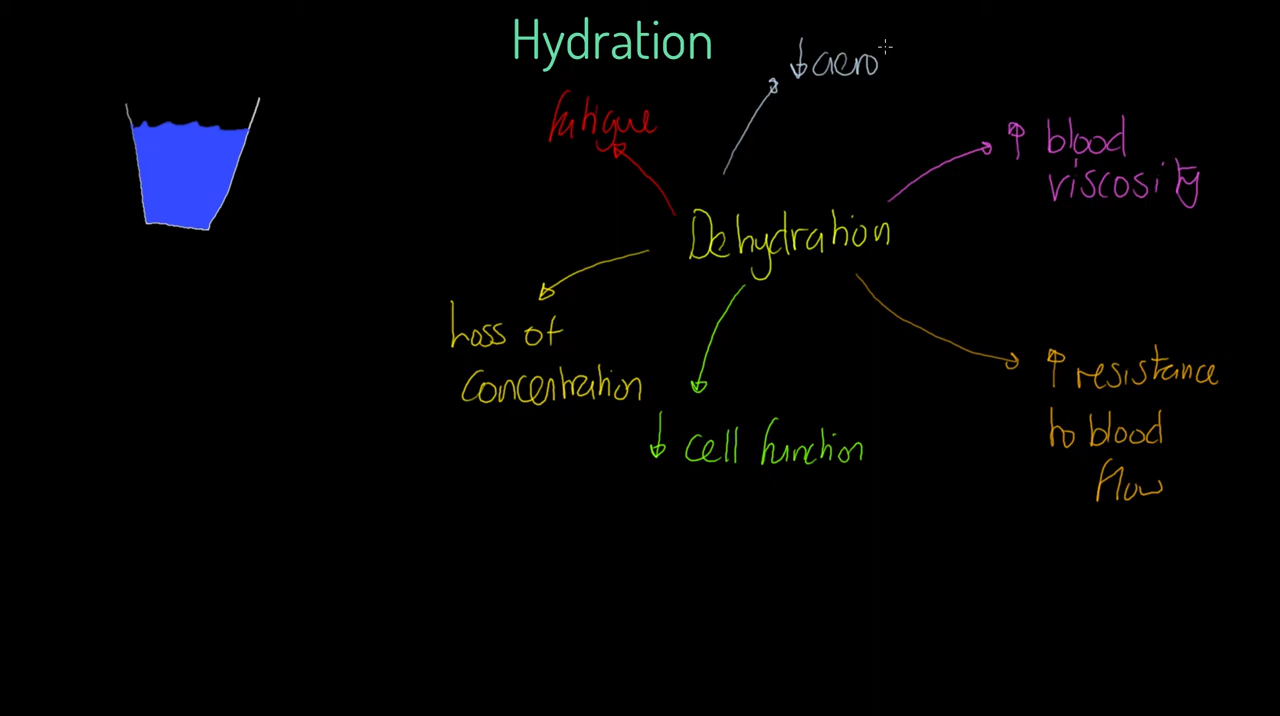 Hydration
↓ aero
fatigue
↑ blood
viscosity
Dehydration
Loss of
concentration
↑ resistance
to blood
flow
↓ cell function